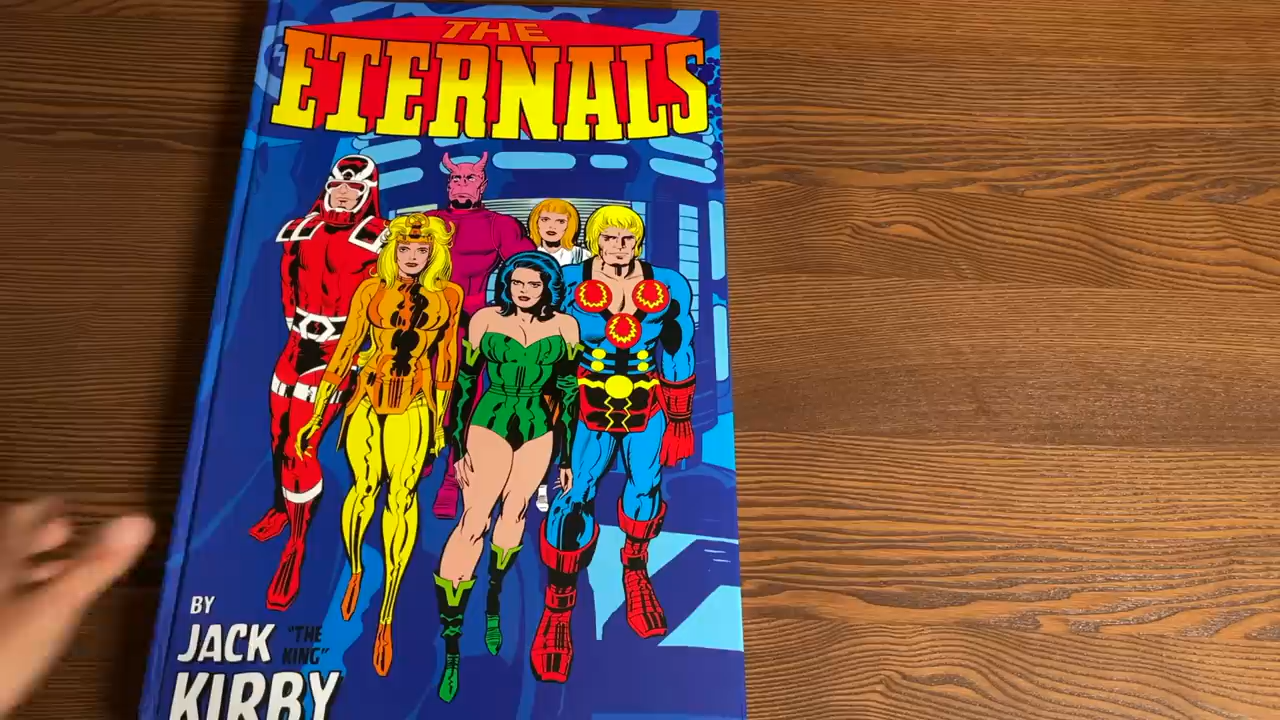 THE
ETERNALS
BY
JACK "THE
KING"
KIRBY